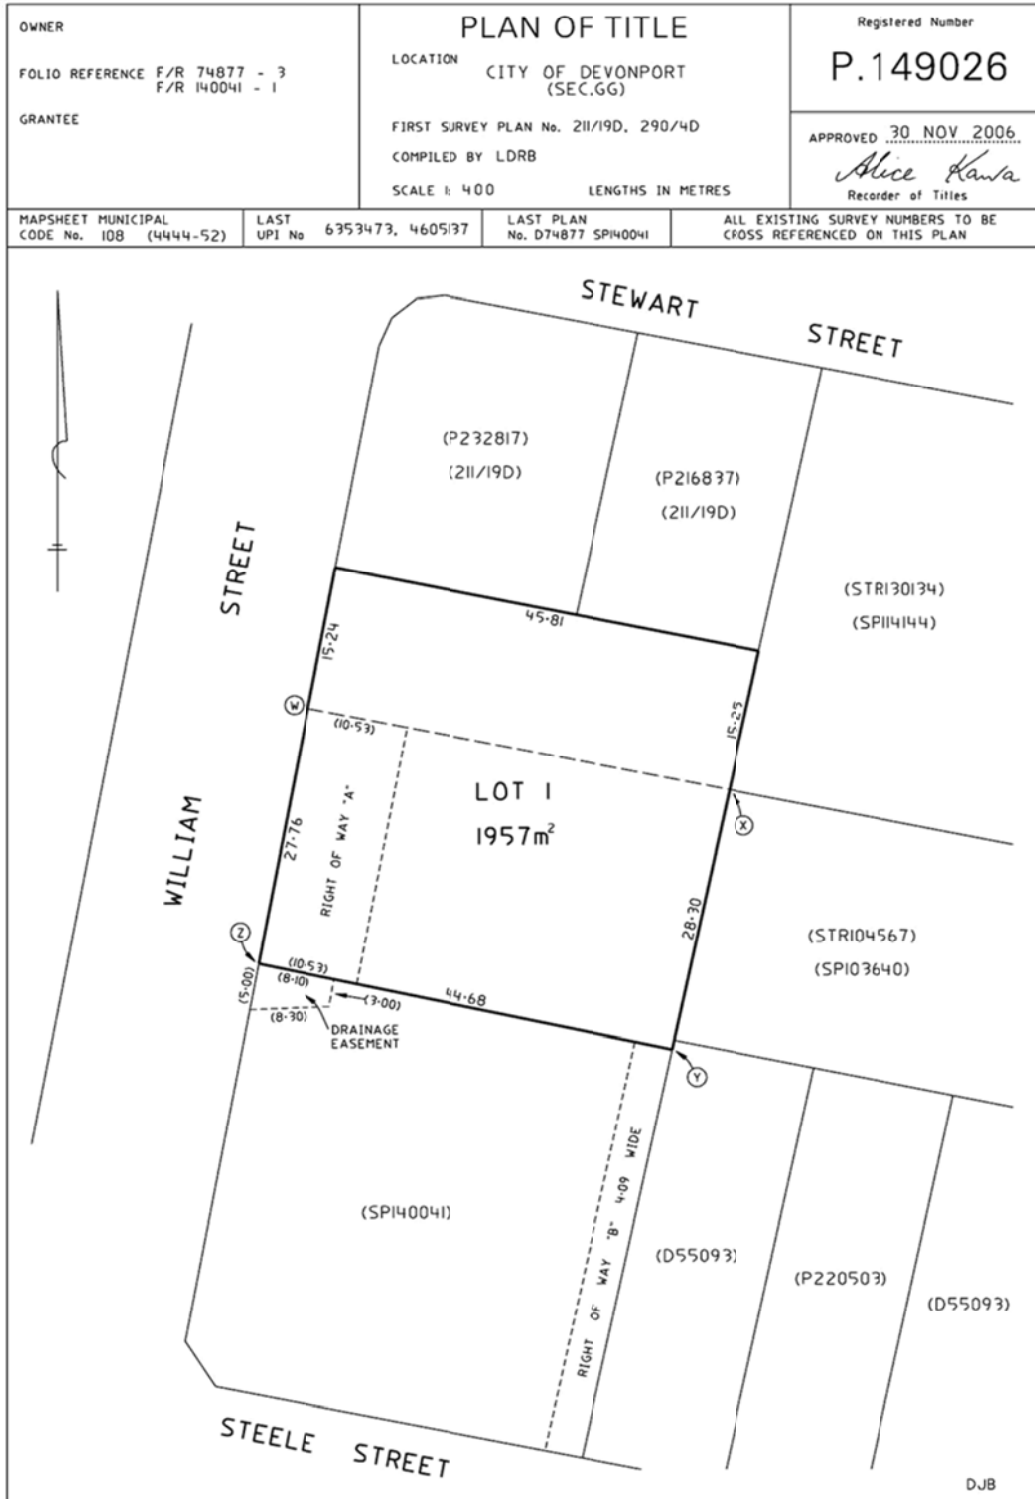 OWNER
FOLIO REFERENCE F/R 74877 - 3
F/R 140041 - 1
GRANTEE
PLAN OF TITLE
LOCATION
CITY OF DEVONPORT
(SEC.GG)
FIRST SURVEY PLAN No. 211/19D, 290/4D
COMPILED BY LDRB
SCALE 1: 400 LENGTHS IN METRES
Registered Number
P.149026
APPROVED 30 NOV 2006
Recorder of Titles
MAPSHEET MUNICIPAL
CODE No. 108 (4444-52)
LAST
UPI No 6353473, 4605137
LAST PLAN
No. D74877 SP140041
ALL EXISTING SURVEY NUMBERS TO BE
CROSS REFERENCED ON THIS PLAN
STEWART STREET
(P232817)
(211/19D)
(P216837)
(211/19D)
WILLIAM STREET
(STR130134)
(SP114144)
45·81
15·24
15·25
W
(10·53)
LOT 1
1957m²
X
RIGHT OF WAY "A"
27·76
28·30
Z
(STR104567)
(SP103640)
(10·53)
(8·10)
(5·00)
(3·00)
44·68
(8·30)
DRAINAGE
EASEMENT
Y
RIGHT OF WAY "B" 4·09 WIDE
(SP140041)
(D55093)
(P220503)
(D55093)
STEELE STREET
DJB